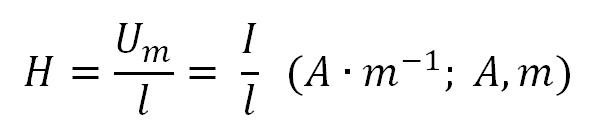 H = U_m/l = I/l (A · m⁻¹; A, m)